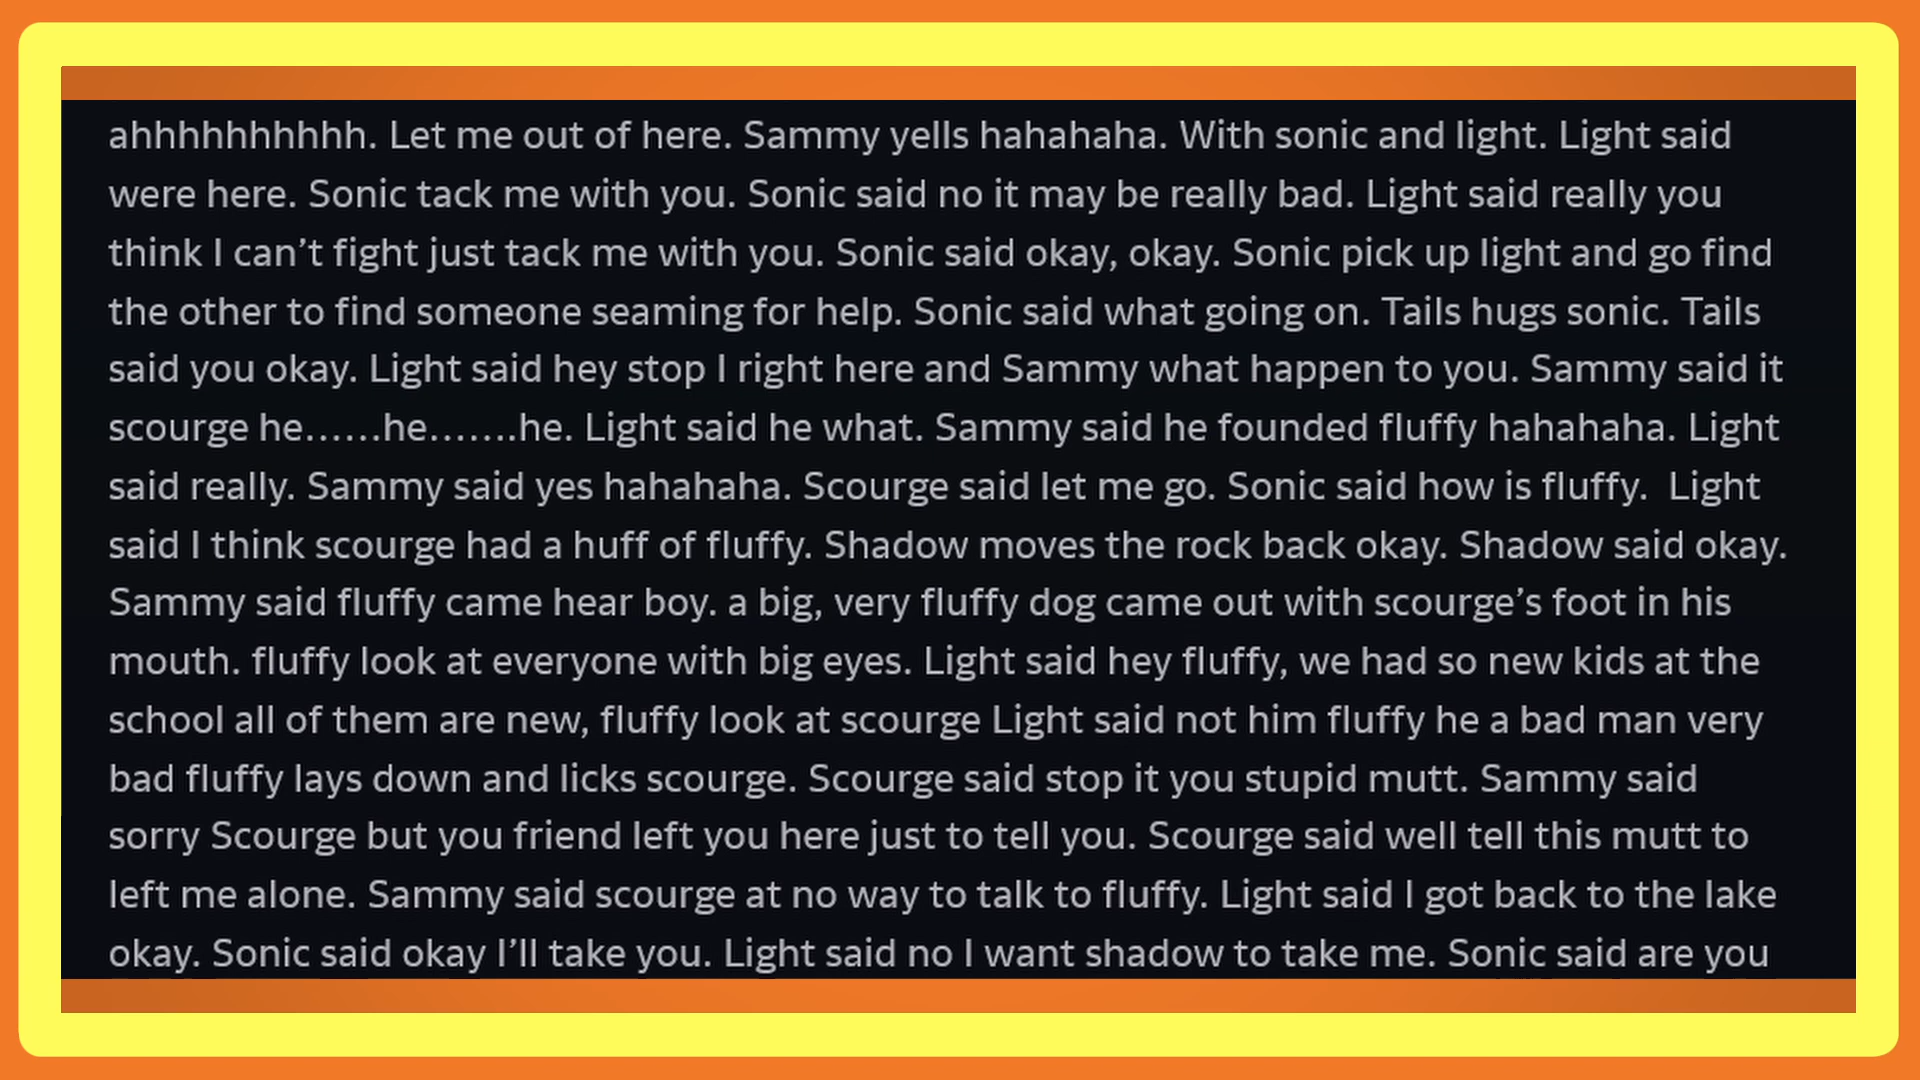 ahhhhhhhhhhh. Let me out of here. Sammy yells hahahaha. With sonic and light. Light said
were here. Sonic tack me with you. Sonic said no it may be really bad. Light said really you
think I can’t fight just tack me with you. Sonic said okay, okay. Sonic pick up light and go find
the other to find someone seaming for help. Sonic said what going on. Tails hugs sonic. Tails
said you okay. Light said hey stop I right here and Sammy what happen to you. Sammy said it
scourge he……he…….he. Light said he what. Sammy said he founded fluffy hahahaha. Light
said really. Sammy said yes hahahaha. Scourge said let me go. Sonic said how is fluffy.  Light
said I think scourge had a huff of fluffy. Shadow moves the rock back okay. Shadow said okay.
Sammy said fluffy came hear boy. a big, very fluffy dog came out with scourge’s foot in his
mouth. fluffy look at everyone with big eyes. Light said hey fluffy, we had so new kids at the
school all of them are new, fluffy look at scourge Light said not him fluffy he a bad man very
bad fluffy lays down and licks scourge. Scourge said stop it you stupid mutt. Sammy said
sorry Scourge but you friend left you here just to tell you. Scourge said well tell this mutt to
left me alone. Sammy said scourge at no way to talk to fluffy. Light said I got back to the lake
okay. Sonic said okay I’ll take you. Light said no I want shadow to take me. Sonic said are you